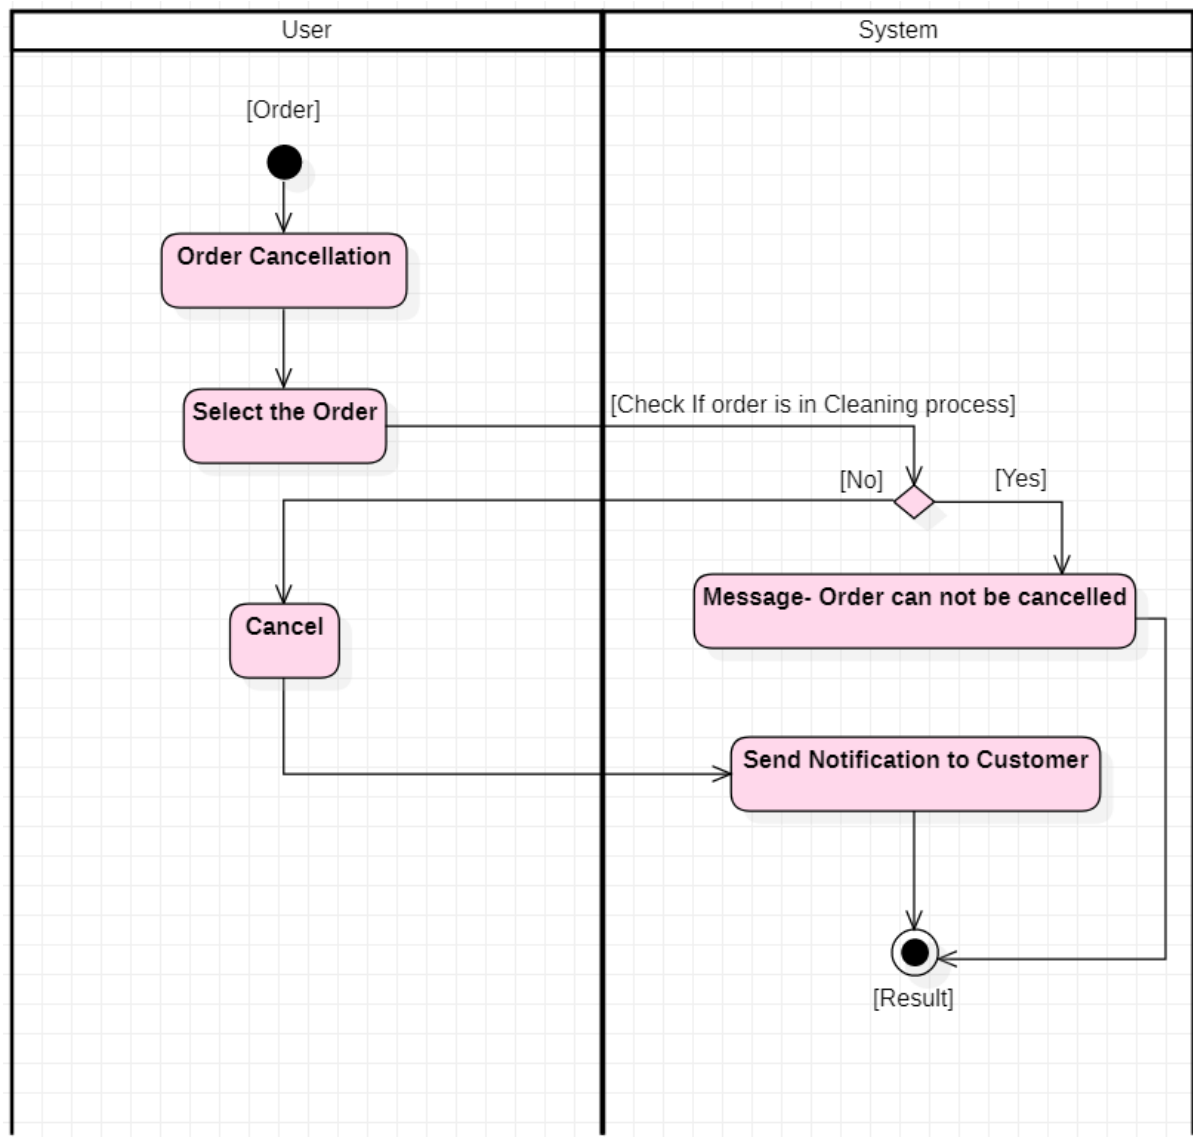 User
System
[Order]
Order Cancellation
Select the Order
[Check If order is in Cleaning process]
[No]
[Yes]
Message- Order can not be cancelled
Cancel
Send Notification to Customer
[Result]